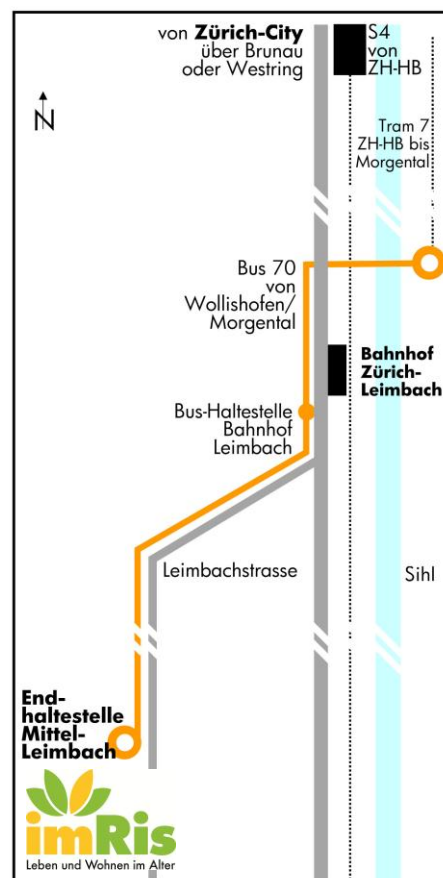 von Zürich-City
über Brunau
oder Westring
S4
von
ZH-HB
N
Tram 7
ZH-HB bis
Morgental
Bus 70
von
Wollishofen/
Morgental
Bahnhof
Zürich-
Leimbach
Bus-Haltestelle
Bahnhof
Leimbach
Leimbachstrasse
Sihl
End-
haltestelle
Mittel-
Leimbach
imRis
Leben und Wohnen im Alter